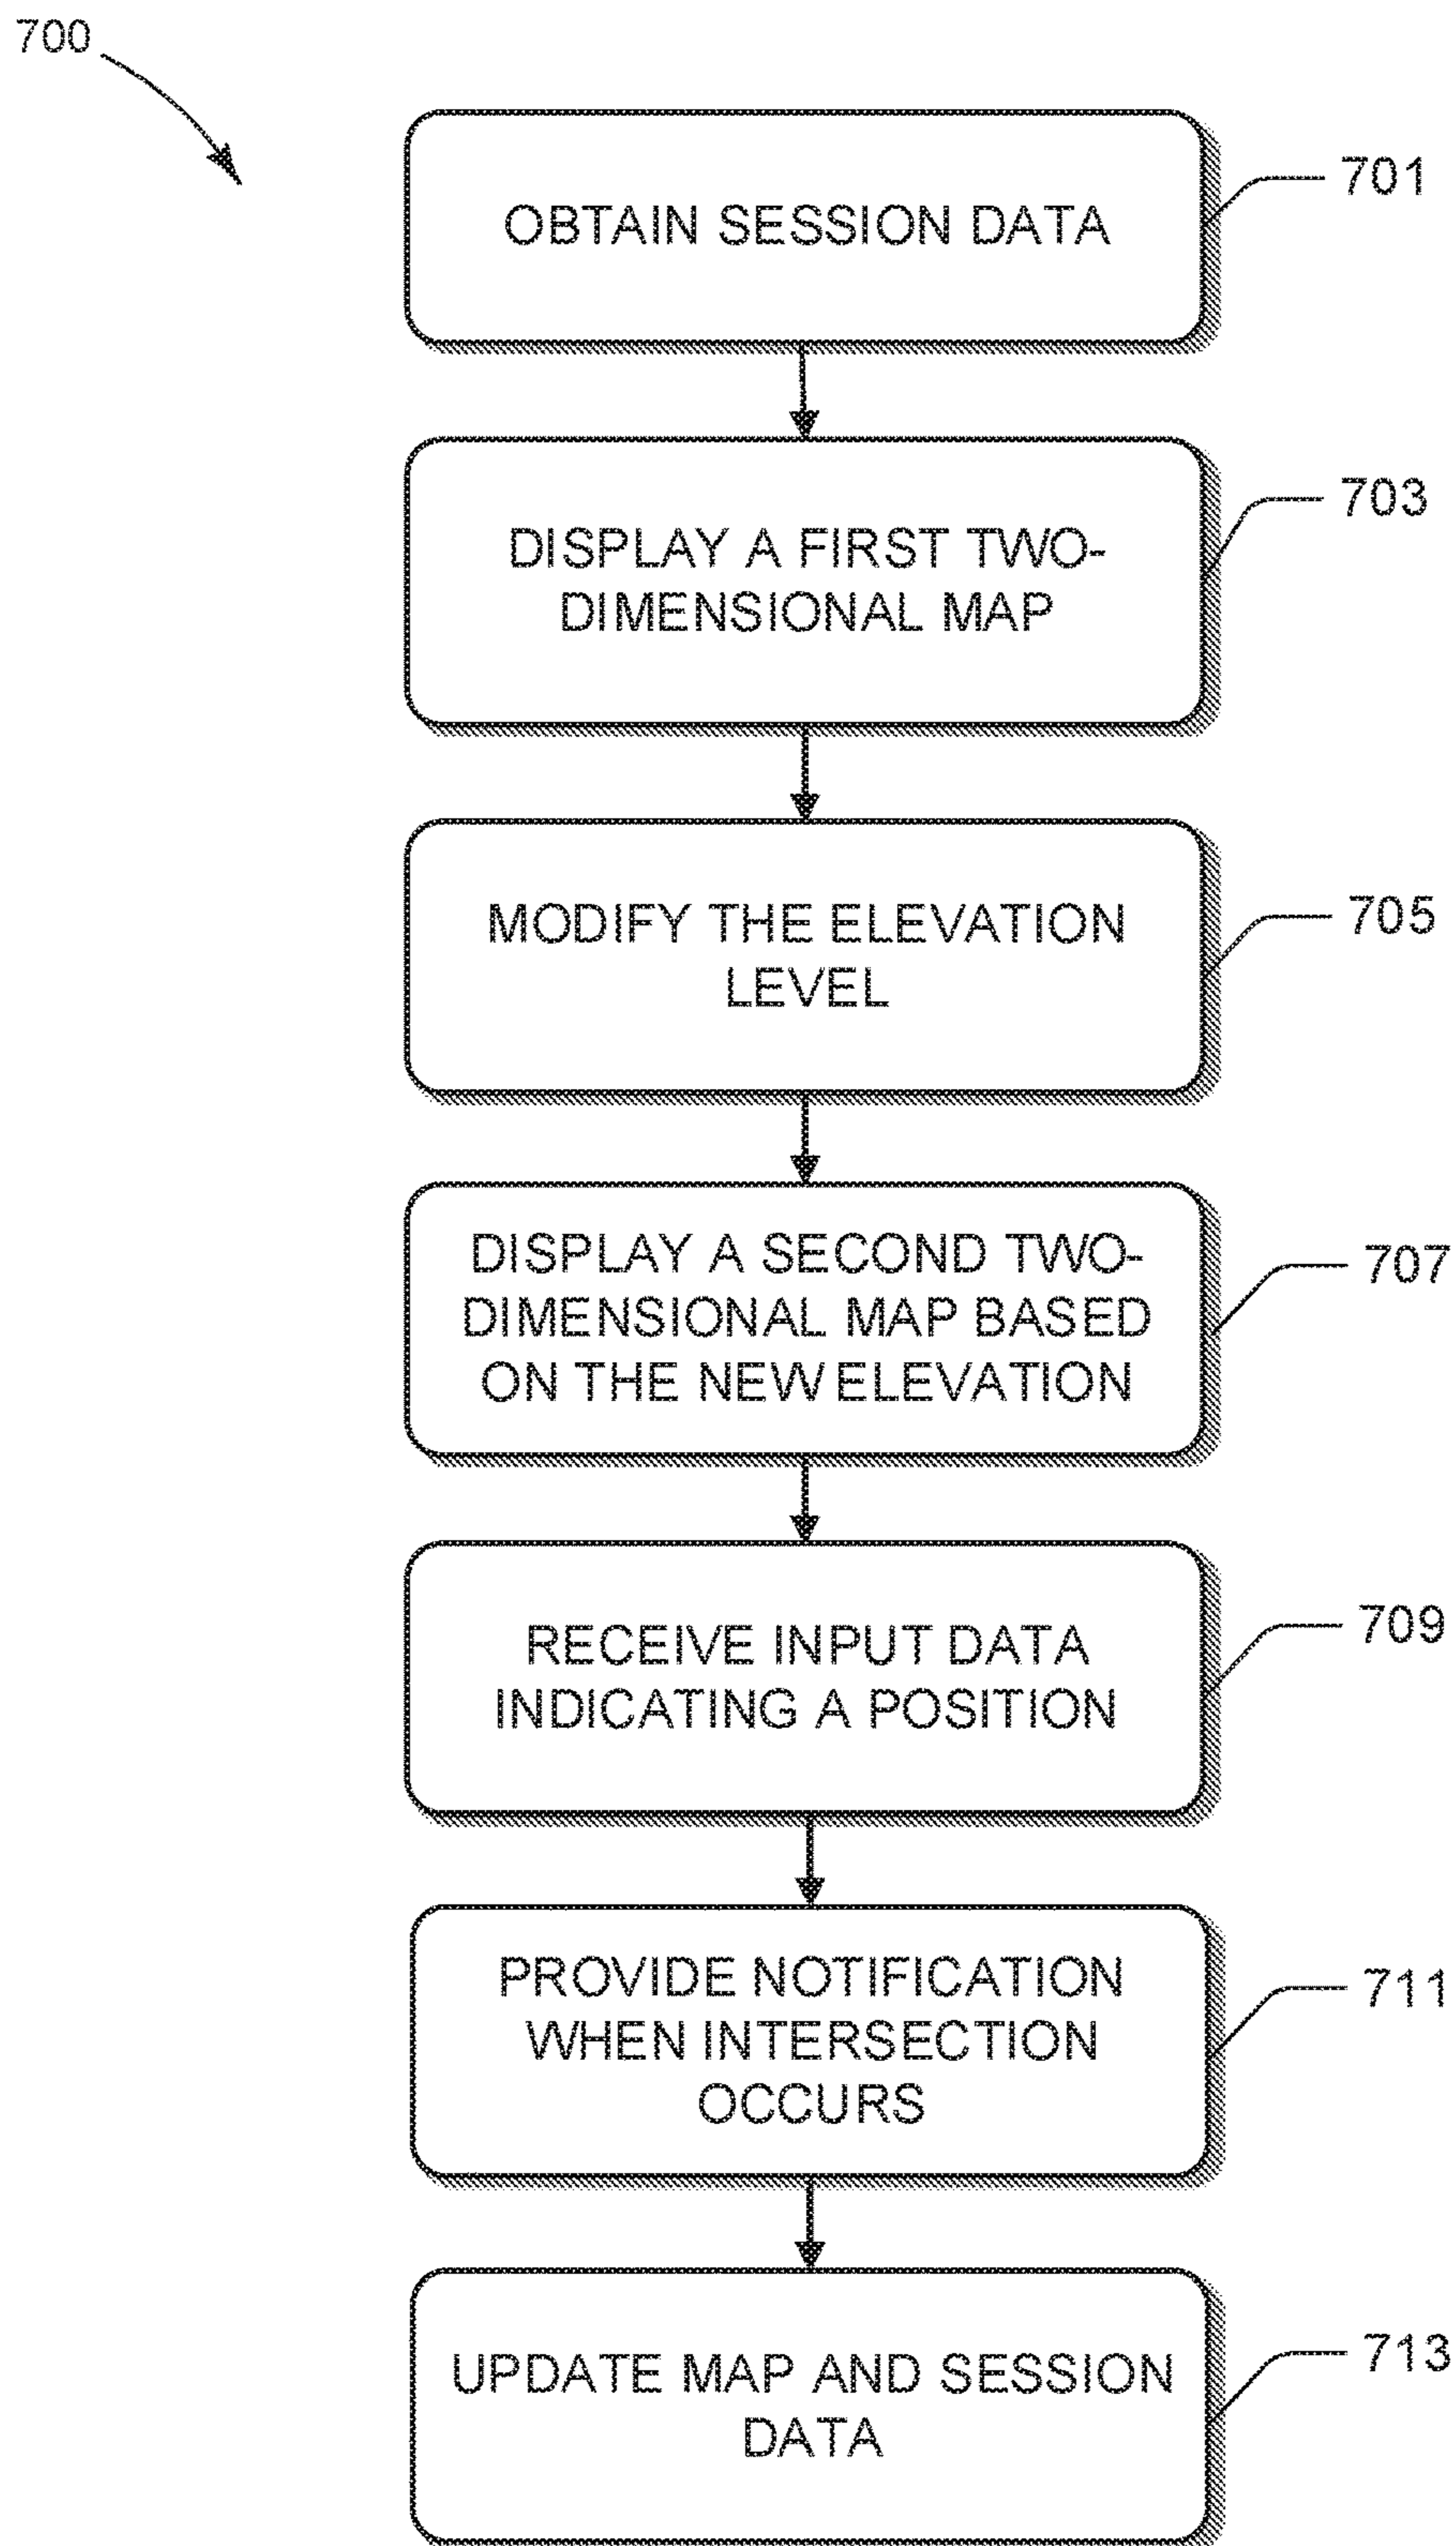 700
OBTAIN SESSION DATA
701
DISPLAY A FIRST TWO-
DIMENSIONAL MAP
703
MODIFY THE ELEVATION
LEVEL
705
DISPLAY A SECOND TWO-
DIMENSIONAL MAP BASED
ON THE NEW ELEVATION
707
RECEIVE INPUT DATA
INDICATING A POSITION
709
PROVIDE NOTIFICATION
WHEN INTERSECTION
OCCURS
711
UPDATE MAP AND SESSION
DATA
713